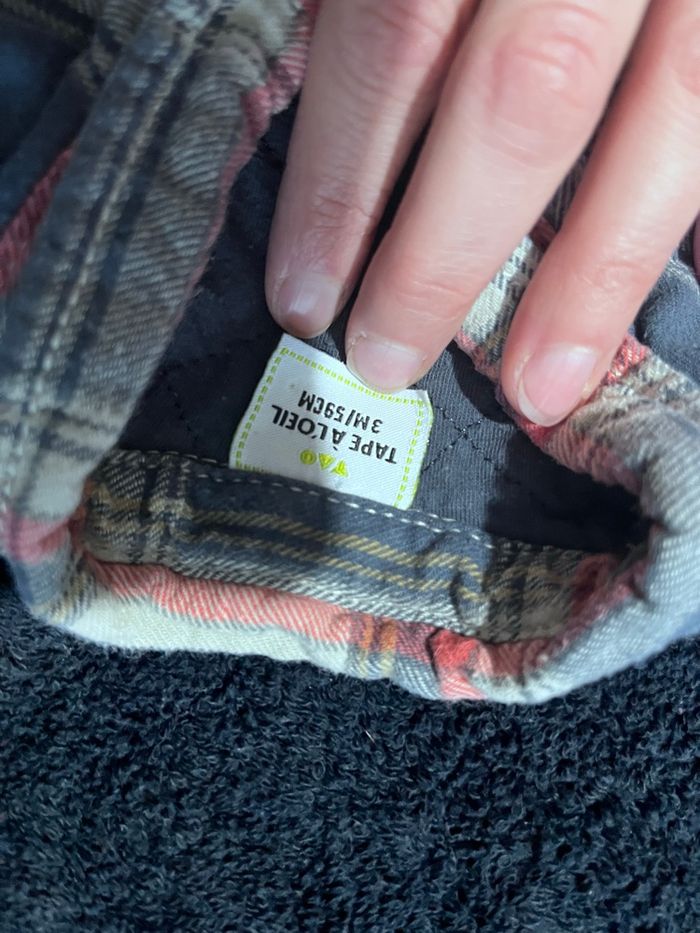 TAO
TAPE À L'OEIL
3M/59CM